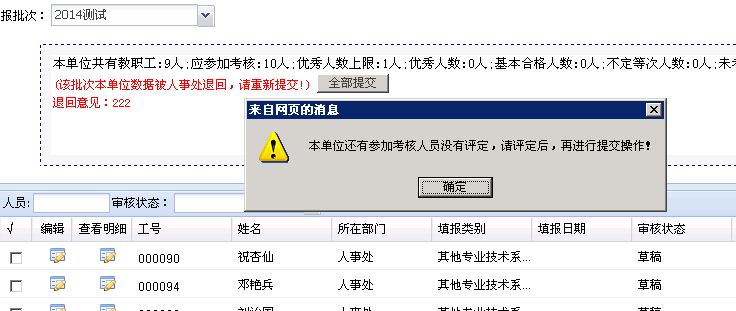 报批次： 2014测试
本单位共有教职工:9人;应参加考核:10人;优秀人数上限:1人;优秀人数:0人;基本合格人数:0人;不定等次人数:0人;未
(该批次本单位数据被人事处退回,请重新提交!) 全部提交
退回意见：222
来自网页的消息
本单位还有参加考核人员没有评定，请评定后，再进行提交操作！
确定
人员: 审核状态：
√ 编辑 查看明细 工号 姓名 所在部门 填报类别 填报日期 审核状态
000090 祝杏仙 人事处 其他专业技术系... 草稿
000094 邓艳兵 人事处 其他专业技术系... 草稿